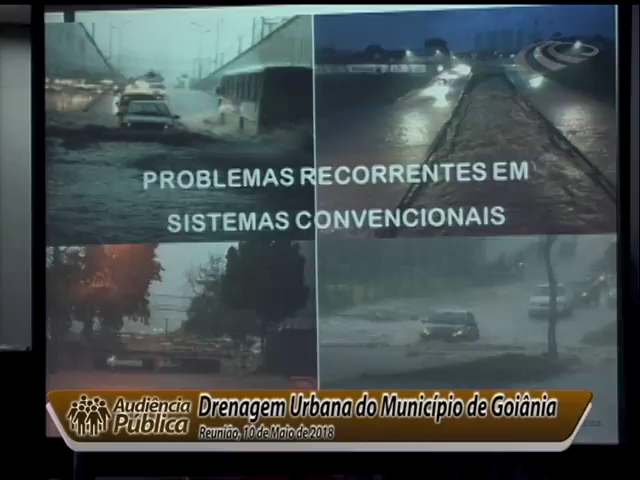 PROBLEMAS RECORRENTES EM
SISTEMAS CONVENCIONAIS
Audiência
Pública
Drenagem Urbana do Município de Goiânia
Reunião, 10 de Maio de 2018